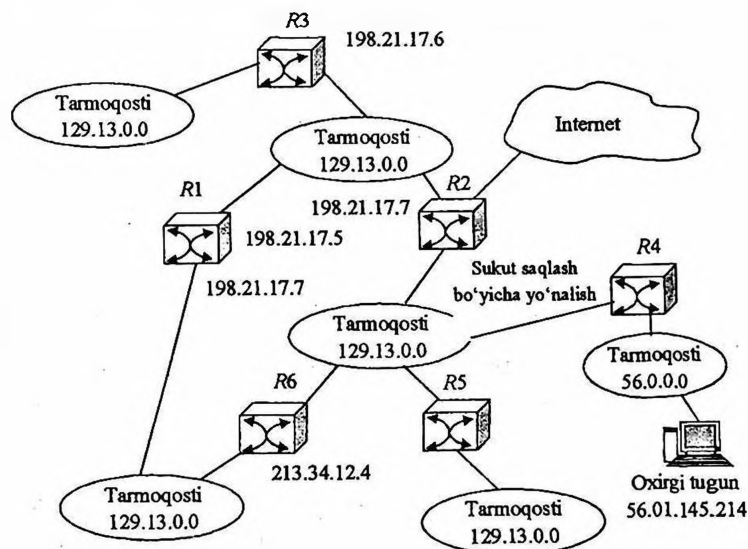 R3
198.21.17.6
Tarmoqosti
129.13.0.0
Tarmoqosti
129.13.0.0
Internet
R1
198.21.17.7
R2
198.21.17.5
R4
198.21.17.7
Sukut saqlash
bo‘yicha yo‘nalish
Tarmoqosti
129.13.0.0
Tarmoqosti
56.0.0.0
R6
R5
213.34.12.4
Tarmoqosti
129.13.0.0
Tarmoqosti
129.13.0.0
Oxirgi tugun
56.01.145.214